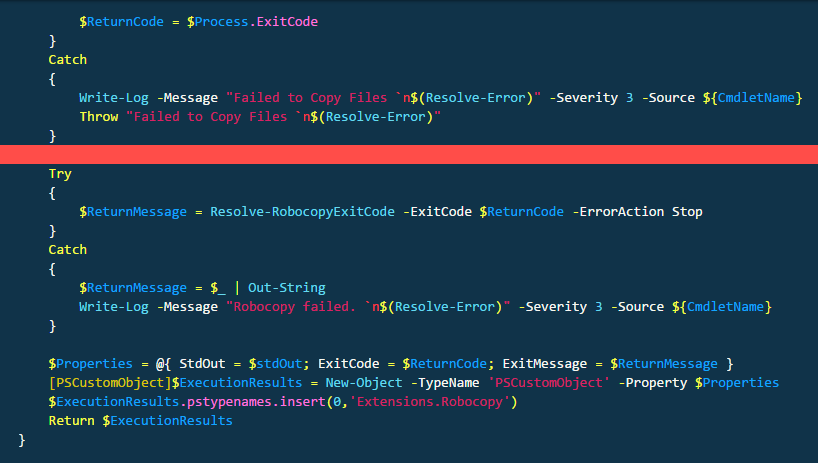 $ReturnCode = $Process.ExitCode
}
Catch
{
Write-Log -Message "Failed to Copy Files `n$(Resolve-Error)" -Severity 3 -Source ${CmdletName}
Throw "Failed to Copy Files `n$(Resolve-Error)"
}
Try
{
$ReturnMessage = Resolve-RobocopyExitCode -ExitCode $ReturnCode -ErrorAction Stop
}
Catch
{
$ReturnMessage = $_ | Out-String
Write-Log -Message "Robocopy failed. `n$(Resolve-Error)" -Severity 3 -Source ${CmdletName}
}
$Properties = @{ StdOut = $stdOut; ExitCode = $ReturnCode; ExitMessage = $ReturnMessage }
[PSCustomObject]$ExecutionResults = New-Object -TypeName 'PSCustomObject' -Property $Properties
$ExecutionResults.pstypenames.insert(0,'Extensions.Robocopy')
Return $ExecutionResults
}